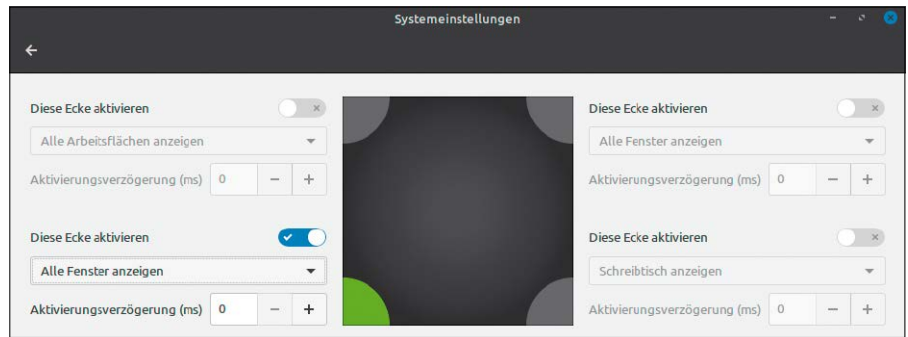 Systemeinstellungen
Diese Ecke aktivieren
Alle Arbeitsflächen anzeigen
Aktivierungsverzögerung (ms) 0
Diese Ecke aktivieren
Alle Fenster anzeigen
Aktivierungsverzögerung (ms) 0
Diese Ecke aktivieren
Alle Fenster anzeigen
Aktivierungsverzögerung (ms) 0
Diese Ecke aktivieren
Schreibtisch anzeigen
Aktivierungsverzögerung (ms) 0